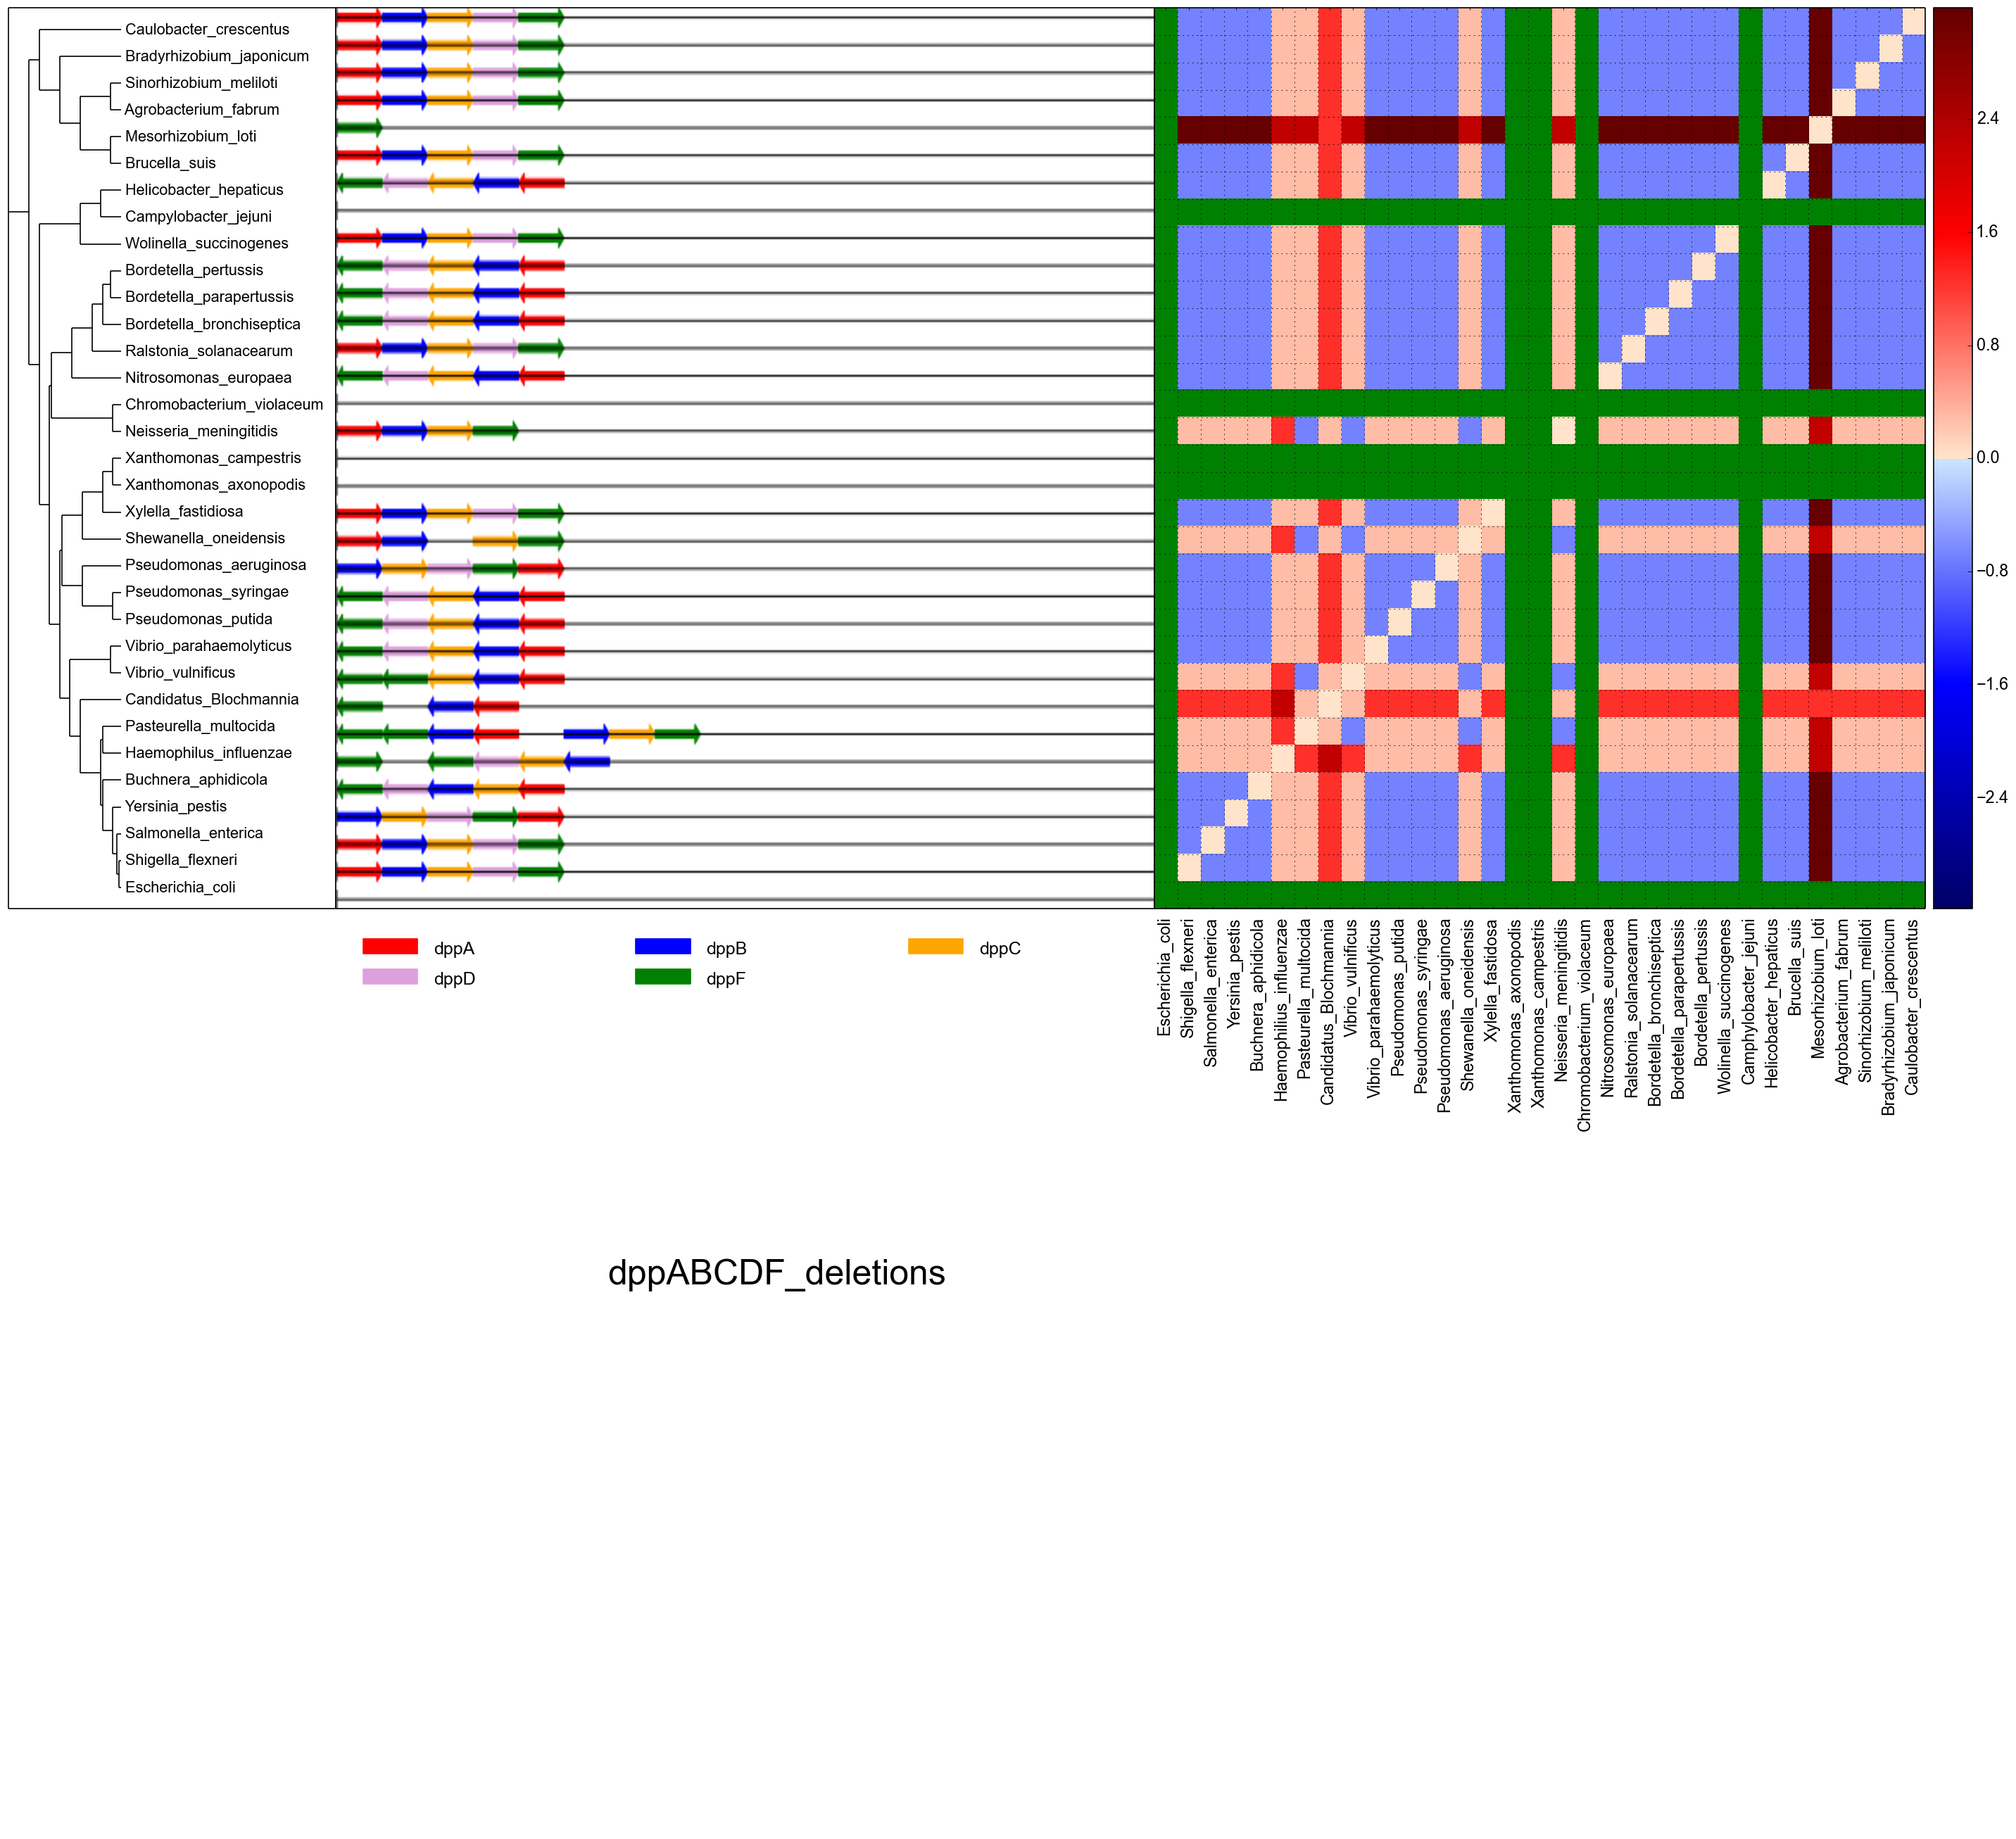 Caulobacter_crescentus
Bradyrhizobium_japonicum
Sinorhizobium_meliloti
Agrobacterium_fabrum
Mesorhizobium_loti
Brucella_suis
Helicobacter_hepaticus
Campylobacter_jejuni
Wolinella_succinogenes
Bordetella_pertussis
Bordetella_parapertussis
Bordetella_bronchiseptica
Ralstonia_solanacearum
Nitrosomonas_europaea
Chromobacterium_violaceum
Neisseria_meningitidis
Xanthomonas_campestris
Xanthomonas_axonopodis
Xylella_fastidiosa
Shewanella_oneidensis
Pseudomonas_aeruginosa
Pseudomonas_syringae
Pseudomonas_putida
Vibrio_parahaemolyticus
Vibrio_vulnificus
Candidatus_Blochmannia
Pasteurella_multocida
Haemophilus_influenzae
Buchnera_aphidicola
Yersinia_pestis
Salmonella_enterica
Shigella_flexneri
Escherichia_coli
2.4
1.6
0.8
0.0
−0.8
−1.6
−2.4
Escherichia_coli
Shigella_flexneri
Salmonella_enterica
Yersinia_pestis
Buchnera_aphidicola
Haemophilus_influenzae
Pasteurella_multocida
Candidatus_Blochmannia
Vibrio_vulnificus
Vibrio_parahaemolyticus
Pseudomonas_putida
Pseudomonas_syringae
Pseudomonas_aeruginosa
Shewanella_oneidensis
Xylella_fastidosa
Xanthomonas_axonopodis
Xanthomonas_campestris
Neisseria_meningitidis
Chromobacterium_violaceum
Nitrosomonas_europaea
Ralstonia_solanacearum
Bordetella_bronchiseptica
Bordetella_parapertussis
Bordetella_pertussis
Wolinella_succinogenes
Camphylobacter_jejuni
Helicobacter_hepaticus
Brucella_suis
Mesorhizobium_loti
Agrobacterium_fabrum
Sinorhizobium_meliloti
Bradyrhizobium_japonicum
Caulobacter_crescentus
dppA dppB dppC
dppD dppF
dppABCDF_deletions